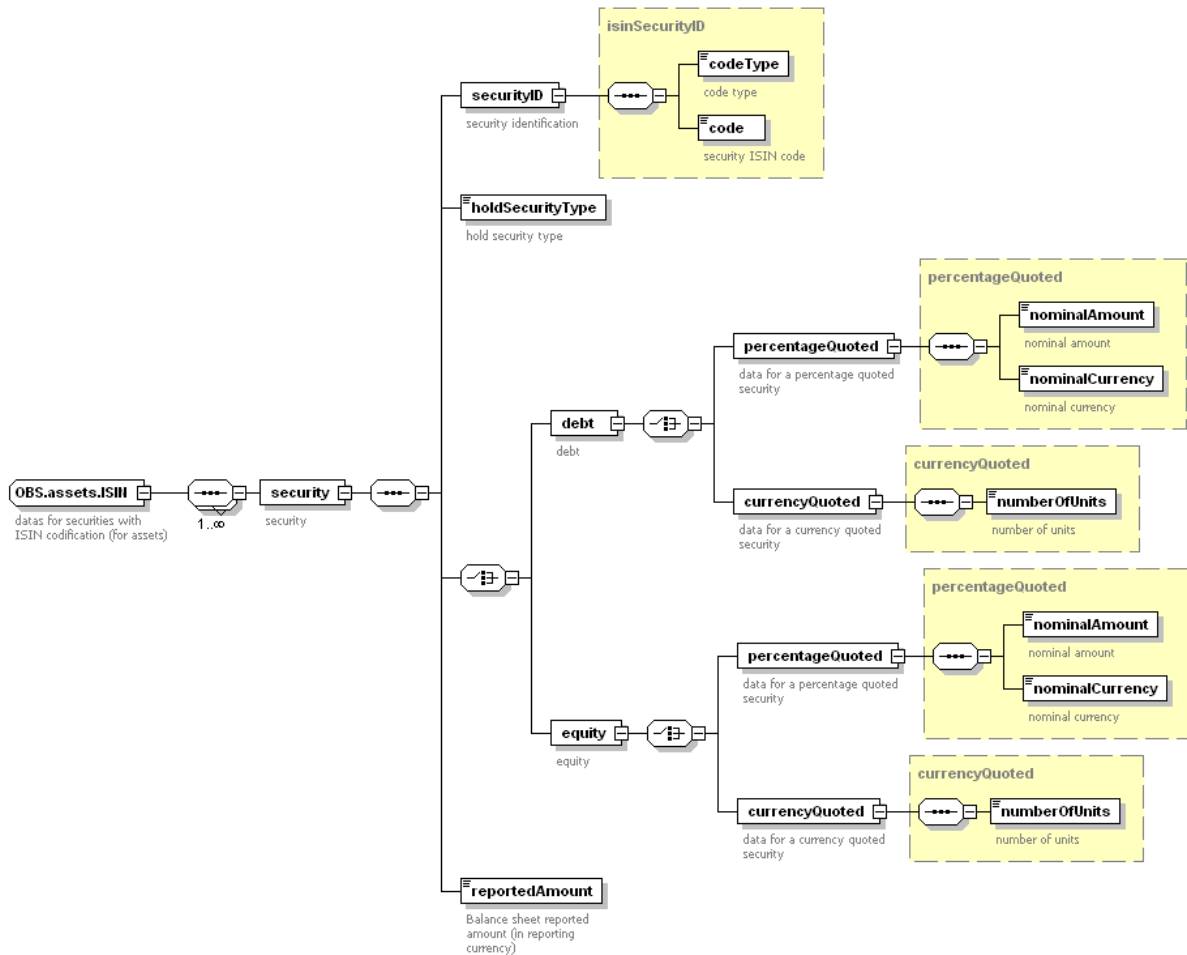 isinSecurityID
codeType
code type
securityID
security identification
code
security ISIN code
holdSecurityType
hold security type
percentageQuoted
nominalAmount
nominal amount
percentageQuoted
data for a percentage quoted
security
nominalCurrency
nominal currency
debt
debt
currencyQuoted
OBS.assets.ISIN
datas for securities with
ISIN codification (for assets)
1..∞
security
security
currencyQuoted
data for a currency quoted
security
numberOfUnits
number of units
percentageQuoted
nominalAmount
nominal amount
percentageQuoted
data for a percentage quoted
security
nominalCurrency
nominal currency
equity
equity
currencyQuoted
currencyQuoted
data for a currency quoted
security
numberOfUnits
number of units
reportedAmount
Balance sheet reported
amount (in reporting
currency)